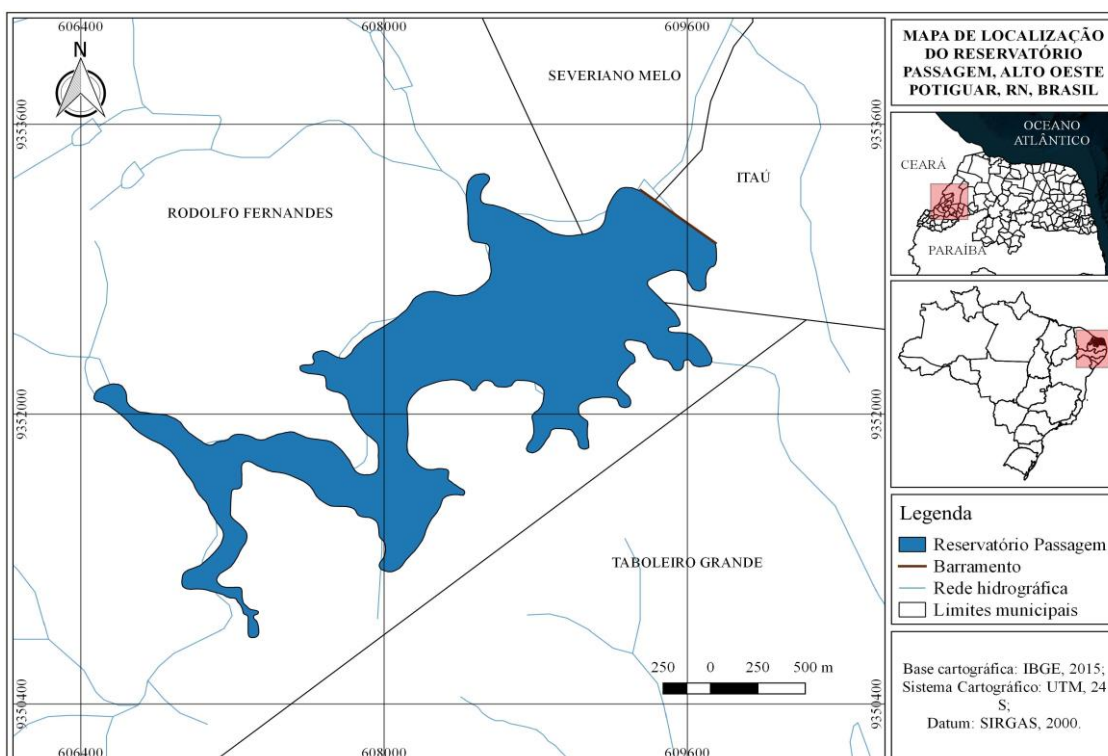 606400
608000
609600
N
SEVERIANO MELO
9353600
9353600
ITAÚ
RODOLFO FERNANDES
9352000
9352000
TABOLEIRO GRANDE
250 0 250 500 m
9350400
9350400
606400
608000
609600
MAPA DE LOCALIZAÇÃO
DO RESERVATÓRIO
PASSAGEM, ALTO OESTE
POTIGUAR, RN, BRASIL
OCEANO
ATLÂNTICO
CEARÁ
PARAÍBA
Legenda
Reservatório Passagem
Barramento
Rede hidrográfica
Limites municipais
Base cartográfica: IBGE, 2015;
Sistema Cartográfico: UTM, 24
S;
Datum: SIRGAS, 2000.